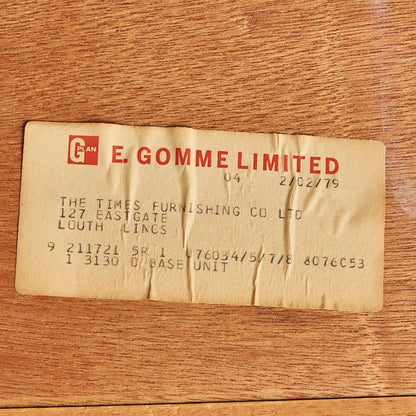 G PLAN E. GOMME LIMITED
04 2/02/79
THE TIMES FURNISHING CO LTD
127 EASTGATE
LOUTH LINCS
9 211721 5R 1 076034/5/7/8 8076C53
1 3130 D BASE UNIT